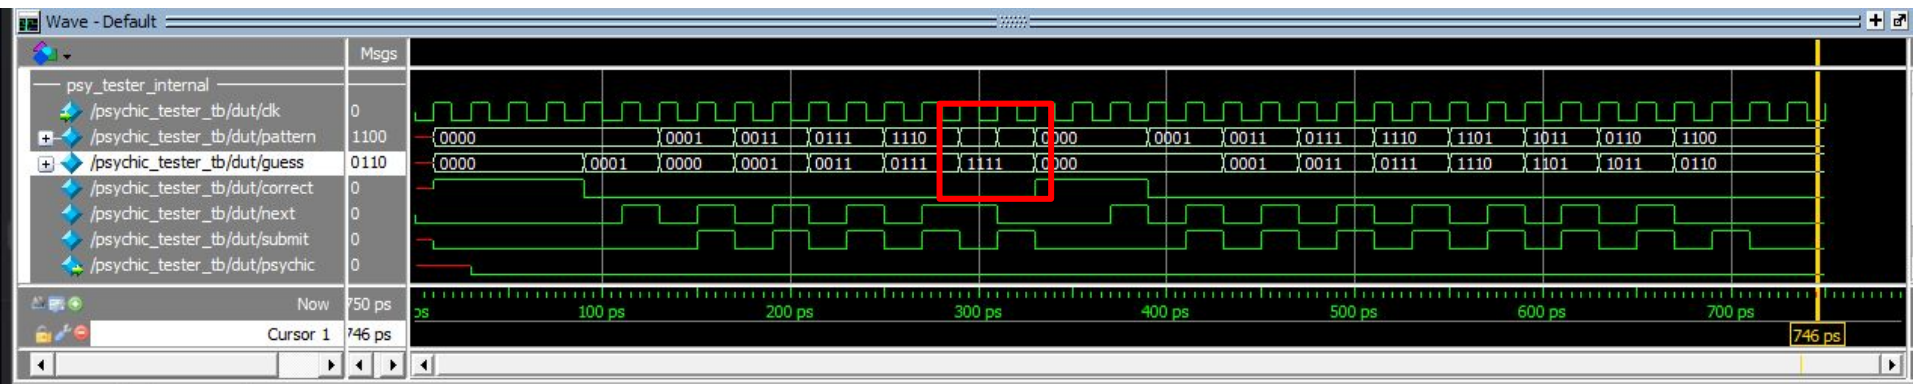 Wave - Default
Msgs
psy_tester_internal
/psychic_tester_tb/dut/clk 0
/psychic_tester_tb/dut/pattern 1100 0000 0001 0011 0111 1110 0000 0001 0011 0111 1110 1101 1011 0110 1100
/psychic_tester_tb/dut/guess 0110 0000 0001 0000 0001 0011 0111 1111 0000 0001 0011 0111 1110 1101 1011 0110
/psychic_tester_tb/dut/correct 0
/psychic_tester_tb/dut/next 0
/psychic_tester_tb/dut/submit 0
/psychic_tester_tb/dut/psychic 0
Now 750 ps ps 100 ps 200 ps 300 ps 400 ps 500 ps 600 ps 700 ps
Cursor 1 746 ps 746 ps